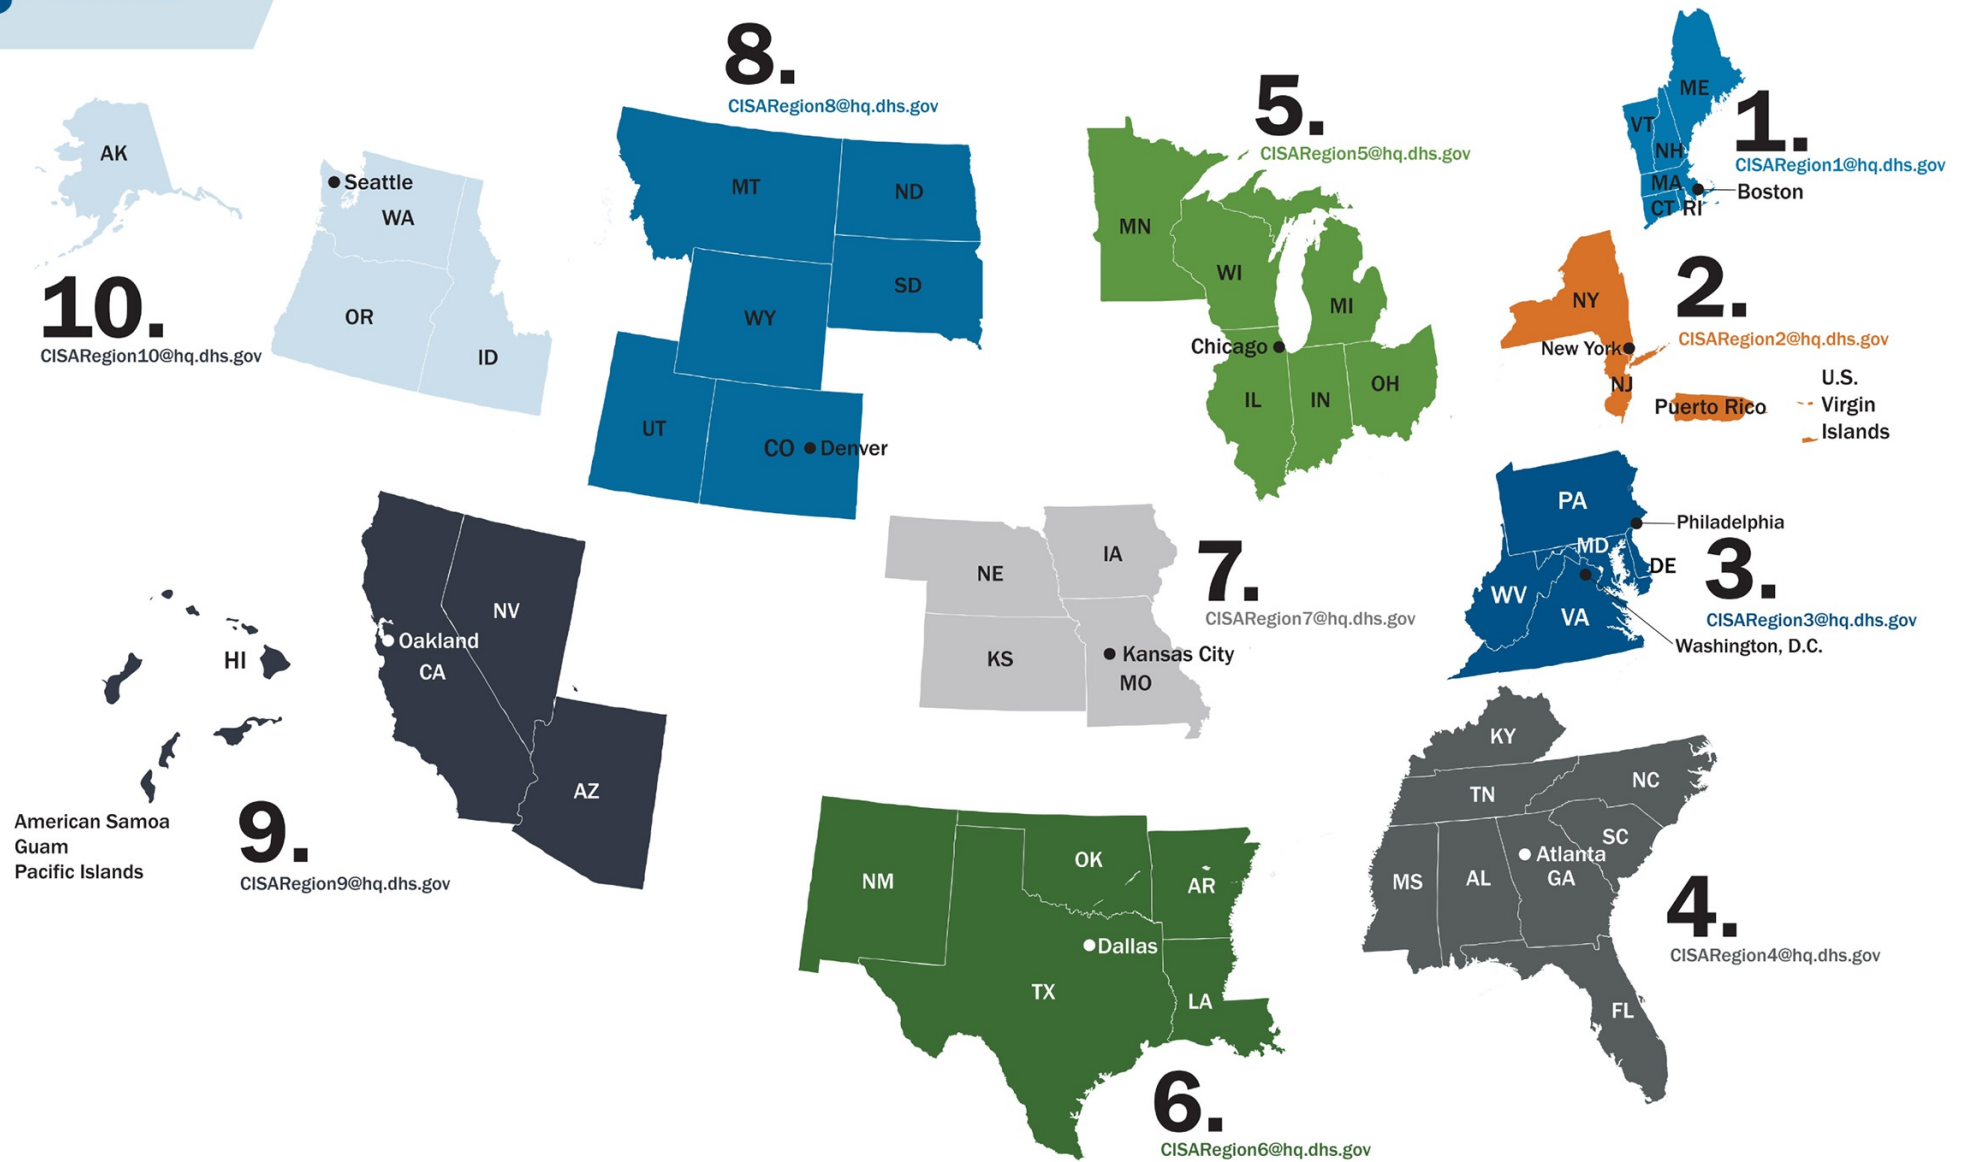 8.
CISARegion8@hq.dhs.gov
MT
ND
SD
WY
UT
CO
Denver
5.
CISARegion5@hq.dhs.gov
MN
WI
MI
Chicago
IL
IN
OH
ME
VT
NH
MA
CT
RI
1.
CISARegion1@hq.dhs.gov
Boston
AK
Seattle
WA
OR
ID
10.
CISARegion10@hq.dhs.gov
NY
2.
CISARegion2@hq.dhs.gov
New York
NJ
Puerto Rico
U.S.
Virgin
Islands
PA
Philadelphia
MD
DE
WV
VA
3.
CISARegion3@hq.dhs.gov
Washington, D.C.
NE
IA
KS
Kansas City
MO
7.
CISARegion7@hq.dhs.gov
NV
Oakland
CA
HI
AZ
American Samoa
Guam
Pacific Islands
9.
CISARegion9@hq.dhs.gov
KY
TN
NC
SC
Atlanta
MS
AL
GA
FL
4.
CISARegion4@hq.dhs.gov
NM
OK
AR
Dallas
TX
LA
6.
CISARegion6@hq.dhs.gov